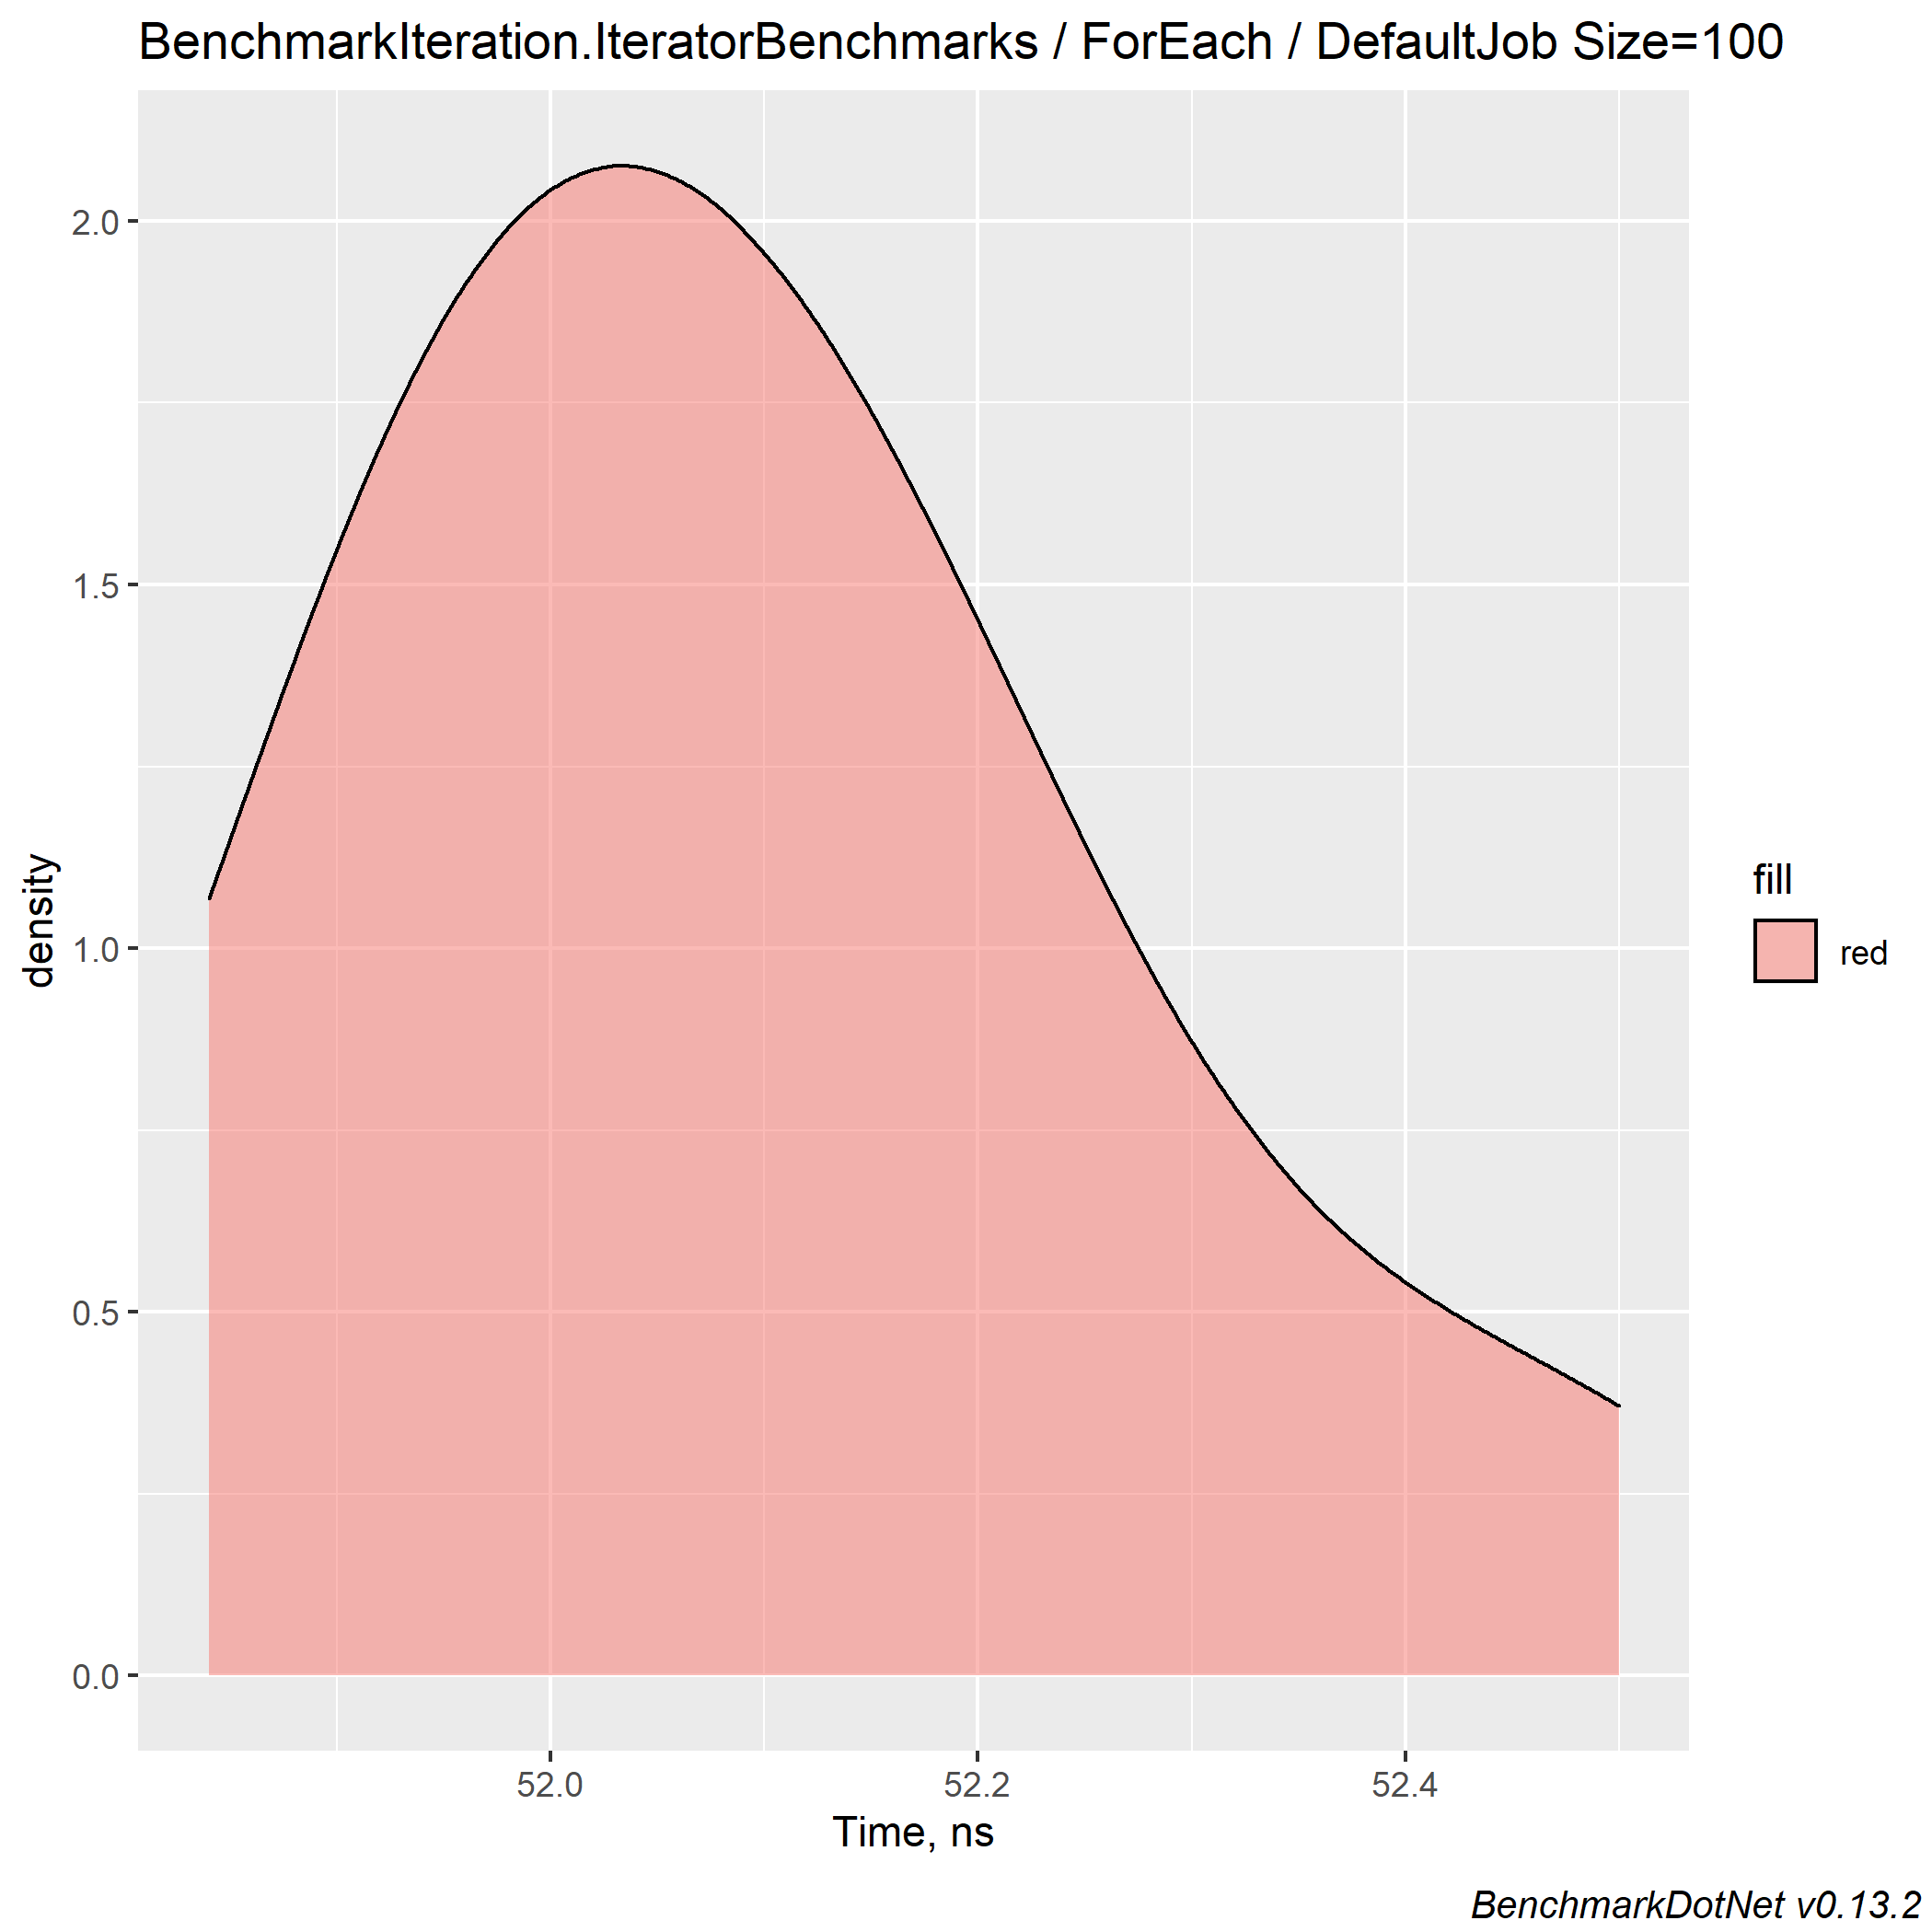 BenchmarkIteration.IteratorBenchmarks / ForEach / DefaultJob Size=100
density
2.0
1.5
1.0
0.5
0.0
52.0 52.2 52.4
Time, ns
fill
red
BenchmarkDotNet v0.13.2